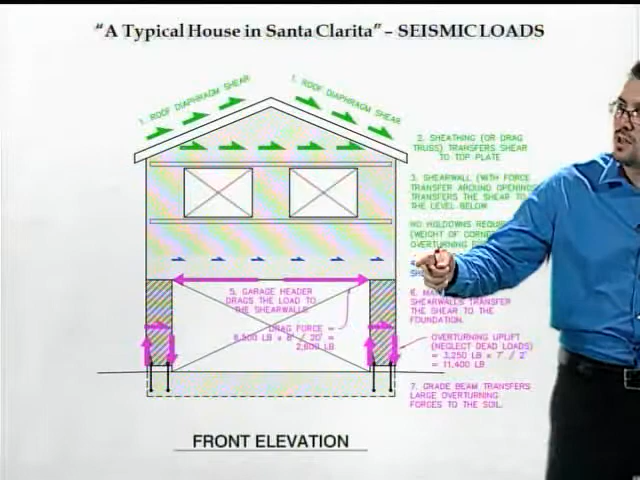 “A Typical House in Santa Clarita” – SEISMIC LOADS
1. ROOF DIAPHRAGM SHEAR
1. ROOF DIAPHRAGM SHEAR
2. SHEATHING (OR DRAG
TRUSS) TRANSFERS SHEAR
TO TOP PLATE
3. SHEARWALL (WITH FORCE
TRANSFER AROUND OPENINGS
TRANSFERS THE SHEAR TO
THE LEVEL BELOW
NO HOLDOWNS
(WEIGHT OF
OVERTURNING
5. GARAGE HEADER
DRAGS THE LOAD TO
THE SHEARWALLS
DRAG FORCE =
6,500 LB x 8' / 20' =
2,600 LB
6.
SHEARWALLS TRANSFER
THE SHEAR TO THE
FOUNDATION.
OVERTURNING UPLIFT
(NEGLECT DEAD LOADS)
= 3,250 x 7' / 2'
= 11,400 LB
7. GRADE BEAM TRANSFERS
LARGE OVERTURNING
FORCES TO THE SOIL.
FRONT ELEVATION